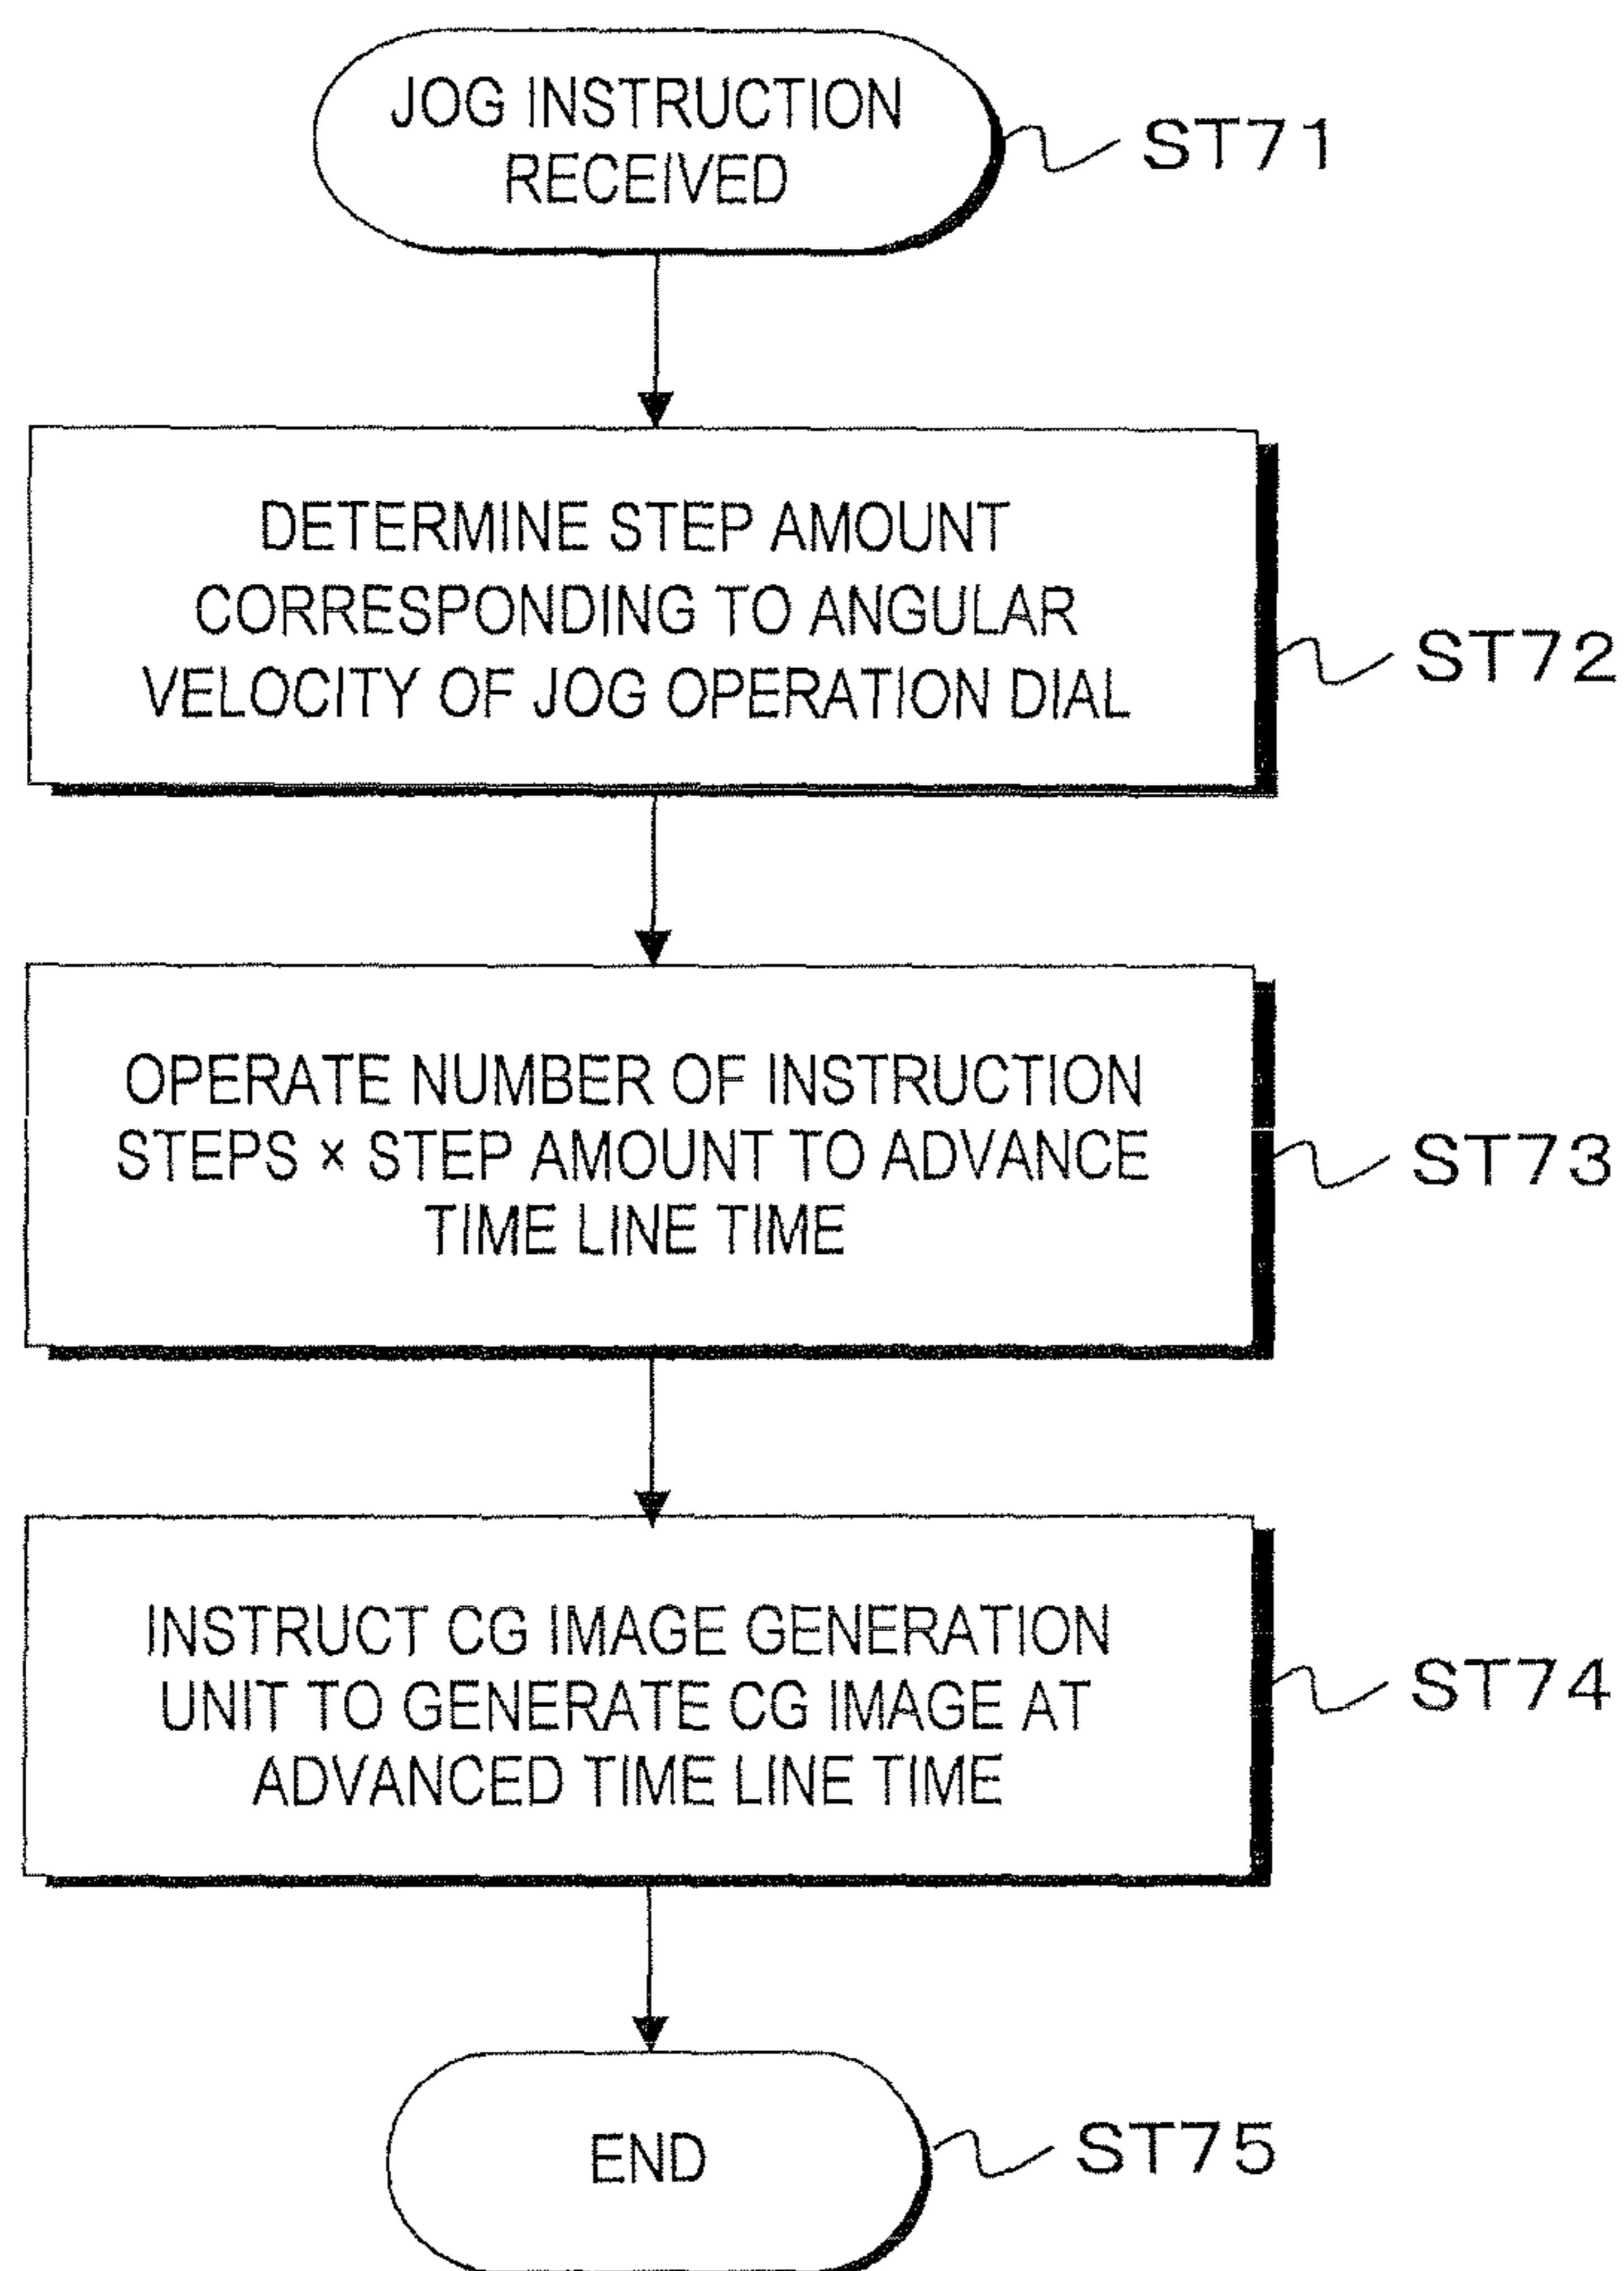 JOG INSTRUCTION
RECEIVED
ST71
DETERMINE STEP AMOUNT
CORRESPONDING TO ANGULAR
VELOCITY OF JOG OPERATION DIAL
ST72
OPERATE NUMBER OF INSTRUCTION
STEPS × STEP AMOUNT TO ADVANCE
TIME LINE TIME
ST73
INSTRUCT CG IMAGE GENERATION
UNIT TO GENERATE CG IMAGE AT
ADVANCED TIME LINE TIME
ST74
END
ST75